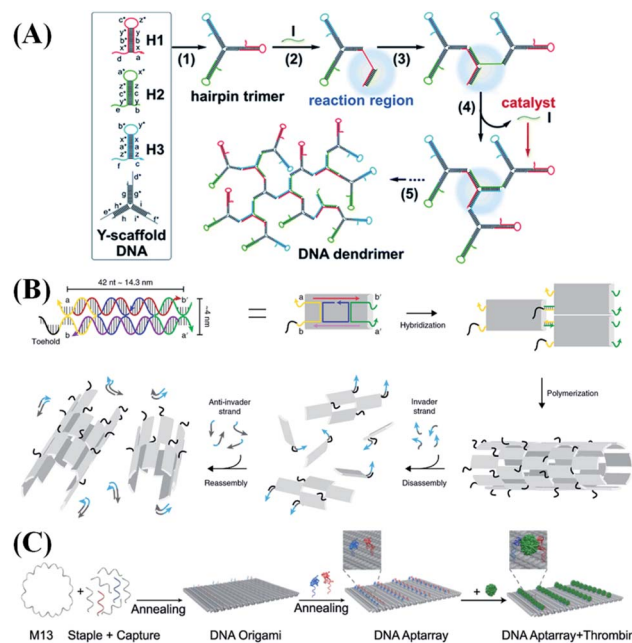 (A)
c* z*
y y*
b b*
x x*
d a
H1
a* x*
z z*
c c*
y y*
e b
H2
b* y*
x x
a a*
z z*
f c
H3
d*
g g*
h* i
e* h i* f*
Y-scaffold
DNA
(1)
hairpin trimer
I
(2)
reaction region
(3)
(4)
catalyst
I
(5)
DNA dendrimer
(B)
42 nt ~ 14.3 nm
a b'
~4 nm
b a'
Toehold
=
a b'
b a'
Hybridization
Polymerization
Anti-invader
strand
Reassembly
Invader
strand
Disassembly
(C)
M13
+
Staple + Capture
Annealing
DNA Origami
Annealing
DNA Aptarray
+
DNA Aptarray+Thrombin